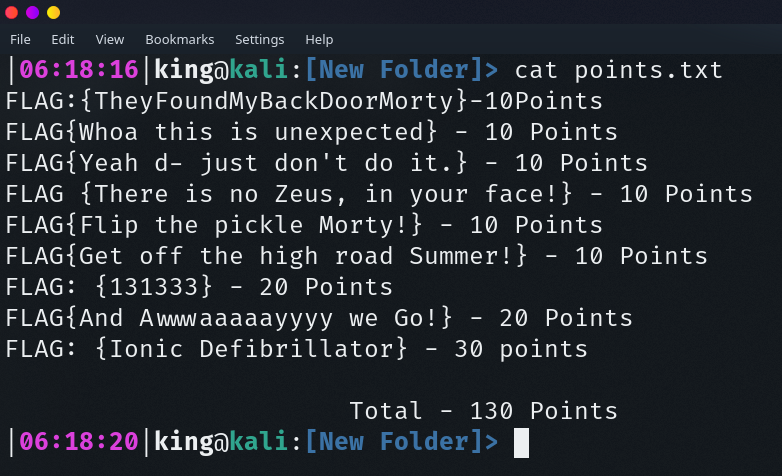 File Edit View Bookmarks Settings Help
|06:18:16|king@kali:[New Folder]> cat points.txt
FLAG:{TheyFoundMyBackDoorMorty}-10Points
FLAG{Whoa this is unexpected} - 10 Points
FLAG{Yeah d- just don't do it.} - 10 Points
FLAG {There is no Zeus, in your face!} - 10 Points
FLAG{Flip the pickle Morty!} - 10 Points
FLAG{Get off the high road Summer!} - 10 Points
FLAG: {131333} - 20 Points
FLAG{And Awwwaaaaayyyy we Go!} - 20 Points
FLAG: {Ionic Defibrillator} - 30 points
Total - 130 Points
|06:18:20|king@kali:[New Folder]>